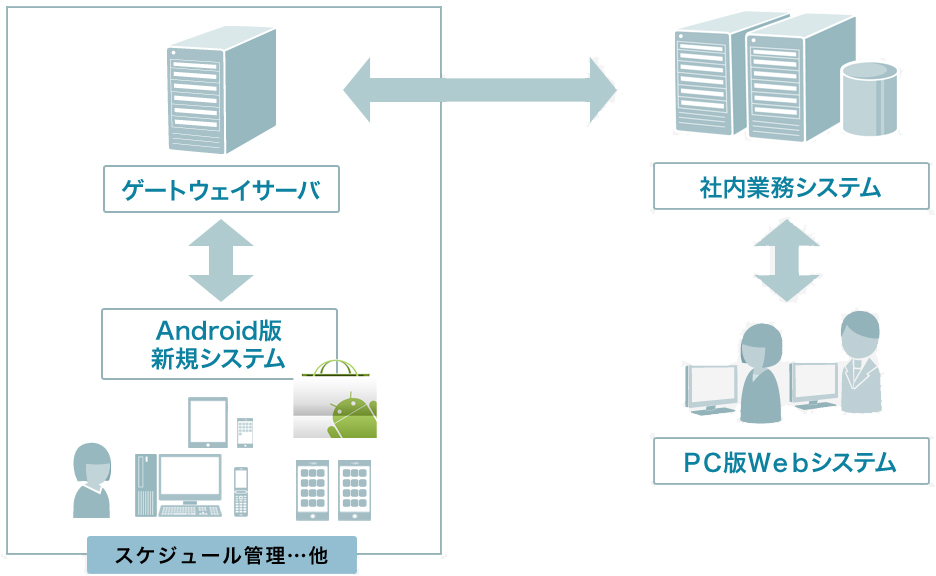 ゲートウェイサーバ
社内業務システム
Android版
新規システム
PC版Webシステム
スケジュール管理…他